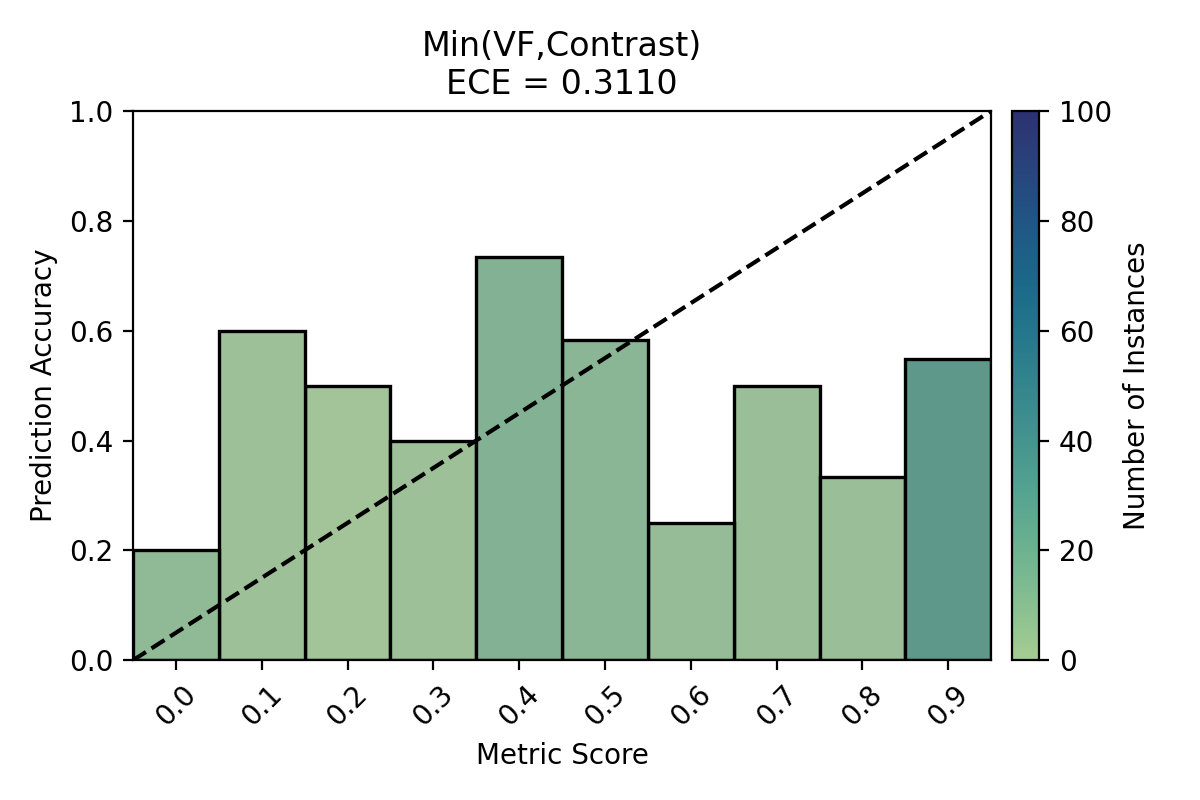 Min(VF,Contrast)
ECE = 0.3110
Prediction Accuracy
1.0
0.8
0.6
0.4
0.2
0.0
0.0 0.1 0.2 0.3 0.4 0.5 0.6 0.7 0.8 0.9
Metric Score
100
80
60
40
20
0
Number of Instances